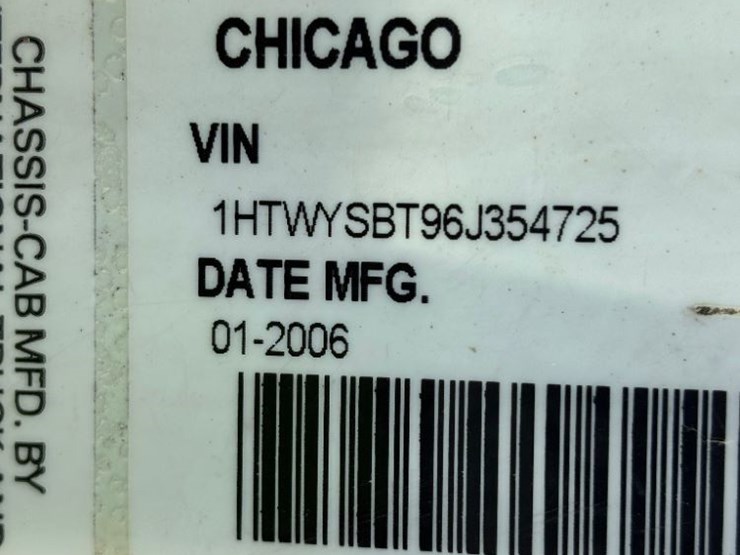 CHICAGO
VIN
1HTWYSBT96J354725
DATE MFG.
01-2006
CHASSIS-CAB MFD. BY